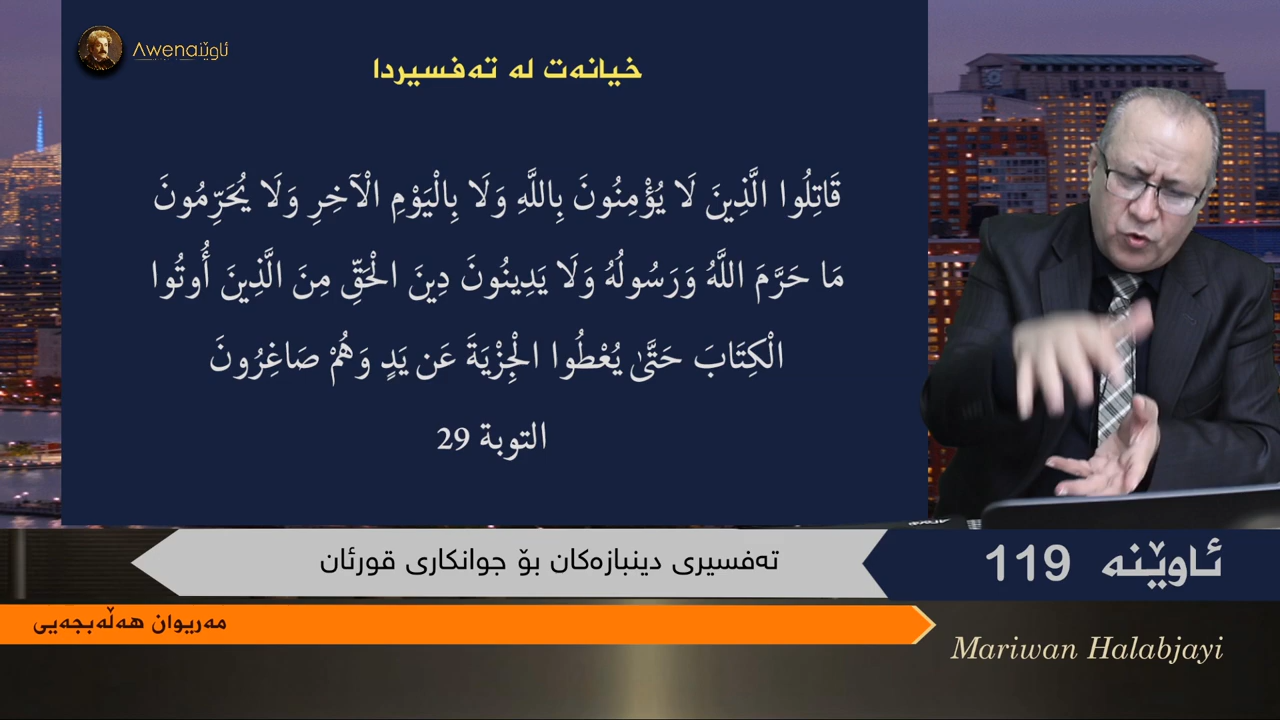 Awena ئاوێنە
خیانەت لە تەفسیردا
قَاتِلُوا الَّذِينَ لَا يُؤْمِنُونَ بِاللَّهِ وَلَا بِالْيَوْمِ الْآخِرِ وَلَا يُحَرِّمُونَ
مَا حَرَّمَ اللَّهُ وَرَسُولُهُ وَلَا يَدِينُونَ دِينَ الْحَقِّ مِنَ الَّذِينَ أُوتُوا
الْكِتَابَ حَتَّىٰ يُعْطُوا الْجِزْيَةَ عَن يَدٍ وَهُمْ صَاغِرُونَ
التوبة 29
ئاوێنە 119
تەفسیری دینبازەکان بۆ جوانکاری قورئان
مەریوان هەڵەبجەیی
Mariwan Halabjayi